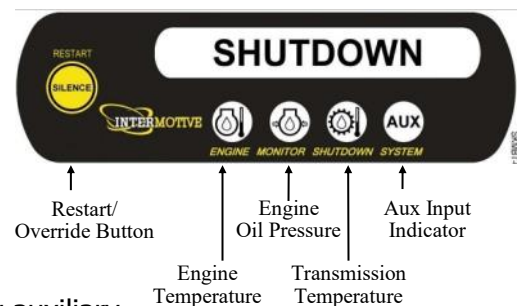 RESTART
SHUTDOWN
SILENCE
INTERMOTIVE
AUX
ENGINE MONITOR SHUTDOWN SYSTEM
Restart/
Override Button
Engine
Oil Pressure
Aux Input
Indicator
Engine
Temperature
Transmission
Temperature